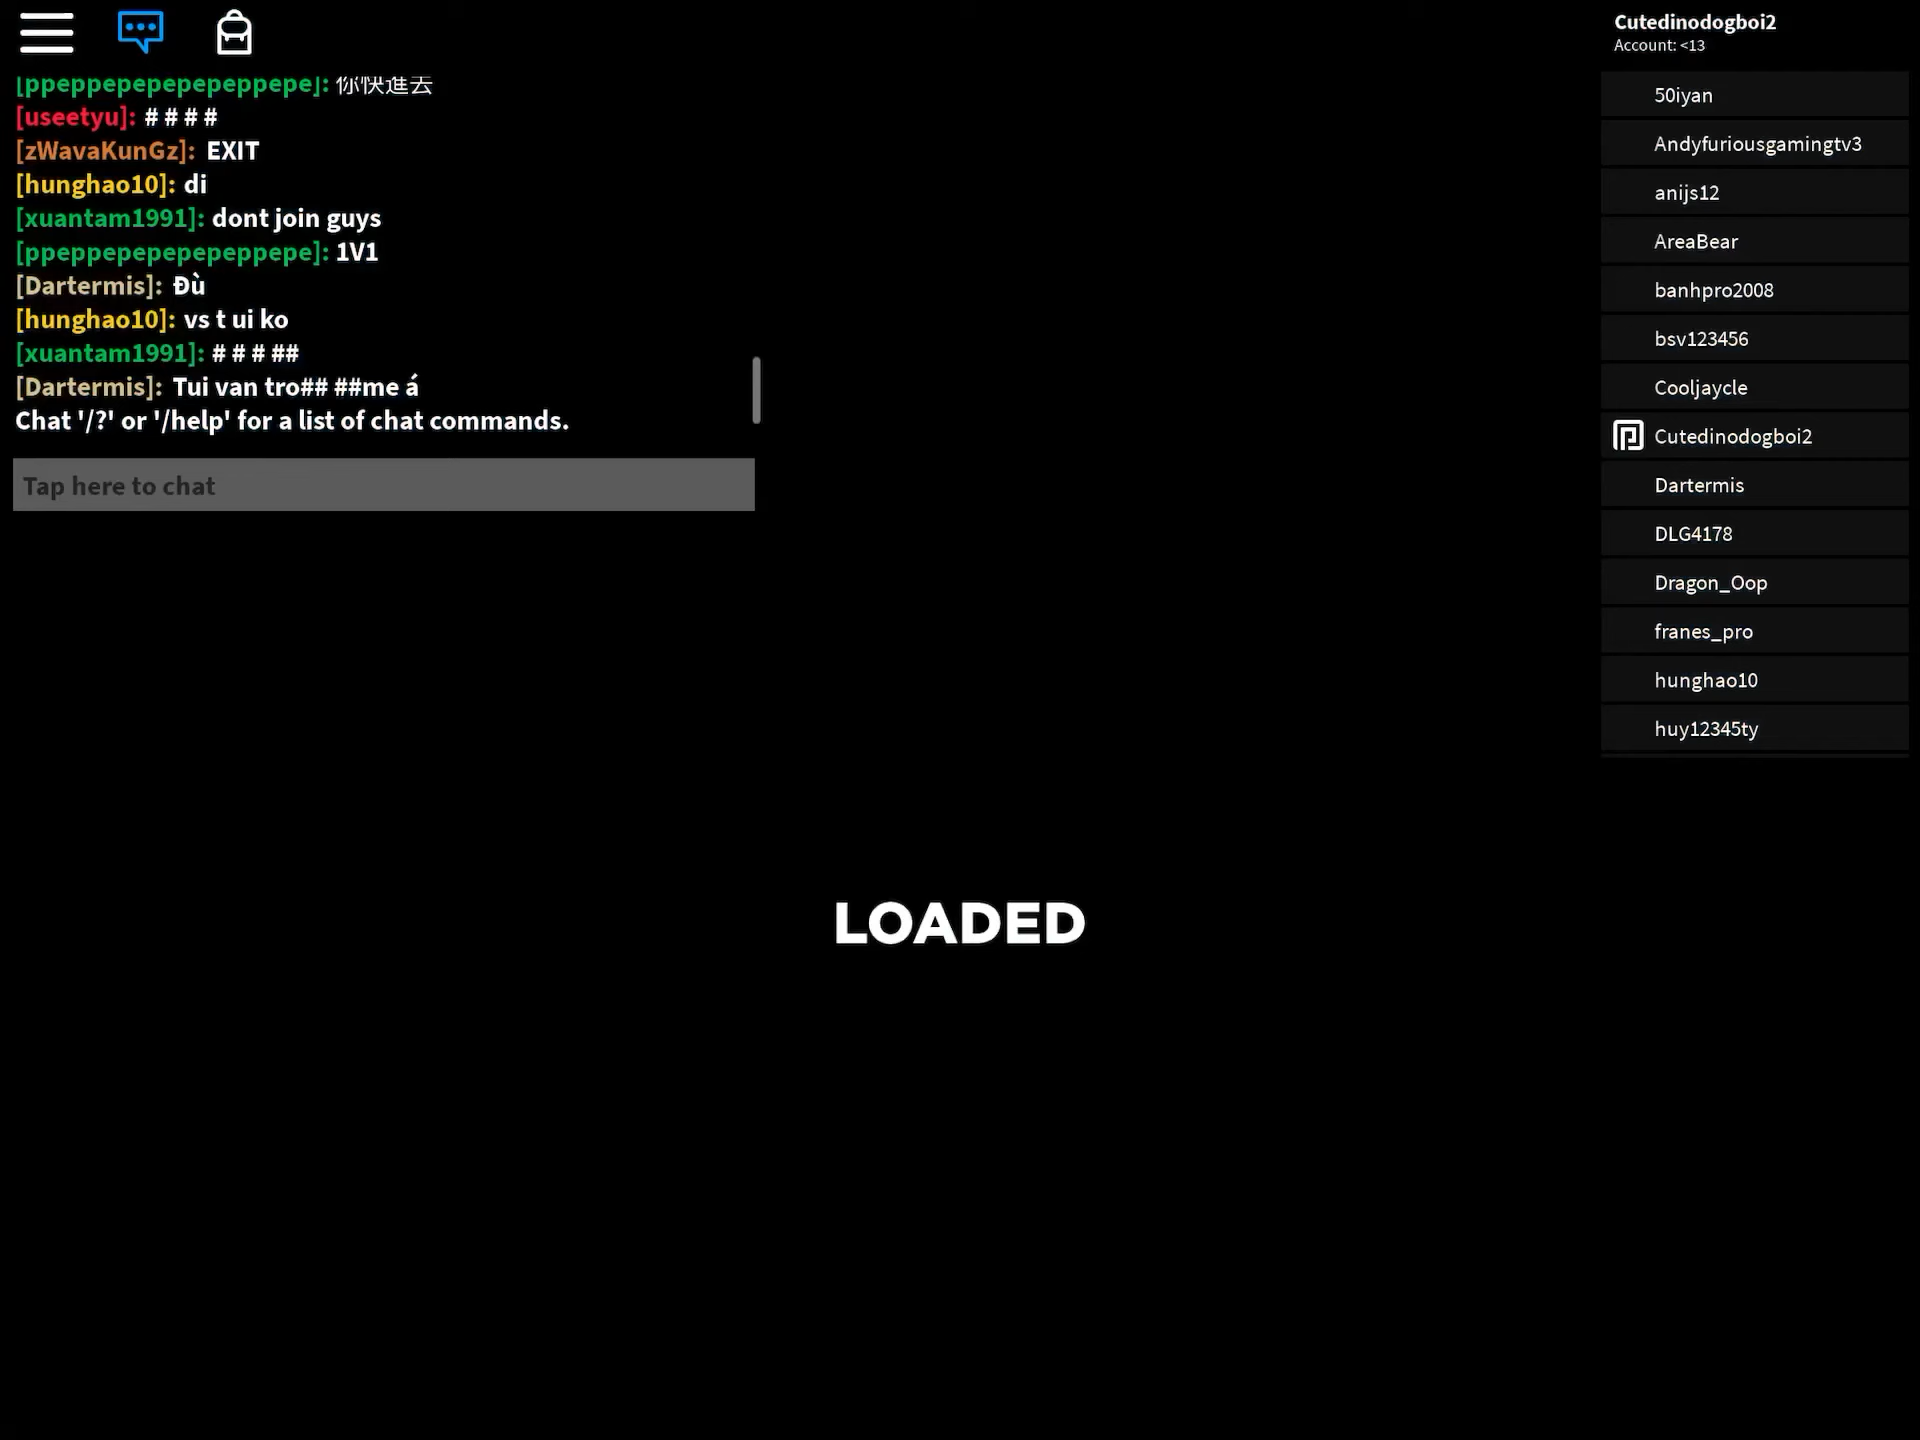 [ppeppepepepepeppepe]: 你快進去
[useetyu]: # # # #
[zWavaKunGz]: EXIT
[hunghao10]: di
[xuantam1991]: dont join guys
[ppeppepepepepeppepe]: 1V1
[Dartermis]: Đù
[hunghao10]: vs t ui ko
[xuantam1991]: # # # ##
[Dartermis]: Tui van tro## ##me á
Chat '/?' or '/help' for a list of chat commands.
Tap here to chat
Cutedinodogboi2
Account: <13
50iyan
Andyfuriousgamingtv3
anijs12
AreaBear
banhpro2008
bsv123456
Cooljaycle
Cutedinodogboi2
Dartermis
DLG4178
Dragon_Oop
franes_pro
hunghao10
huy12345ty
LOADED